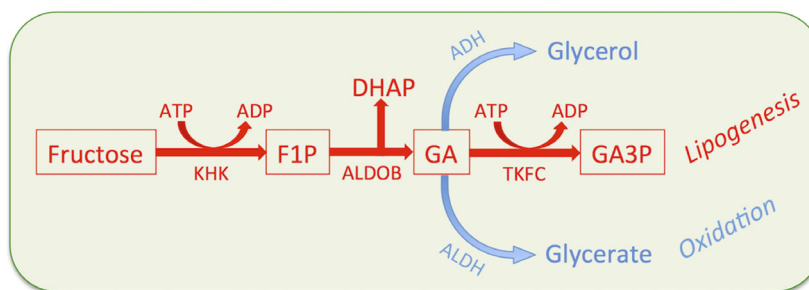 ADH
Glycerol
DHAP
Lipogenesis
ATP
ADP
ATP
ADP
Fructose
F1P
GA
GA3P
KHK
ALDOB
TKFC
ALDH
Glycerate
Oxidation